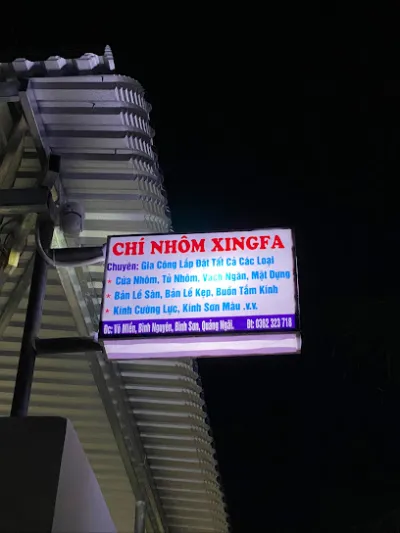 CHÍ NHÔM XINGFA
Chuyên: Gia Công Lắp Đặt Tất Cả Các Loại
* Cửa Nhôm, Tủ Nhôm, Vách Ngăn, Mặt Dựng
* Bản Lề Sàn, Bản Lề Kẹp, Buôn Tấm Kính
* Kính Cường Lực, Kính Sơn Màu .v.v.
Đc: Vỏ Miễn, Bình Nguyên, Bình Sơn, Quảng Ngãi. Đt: 0362 323 718